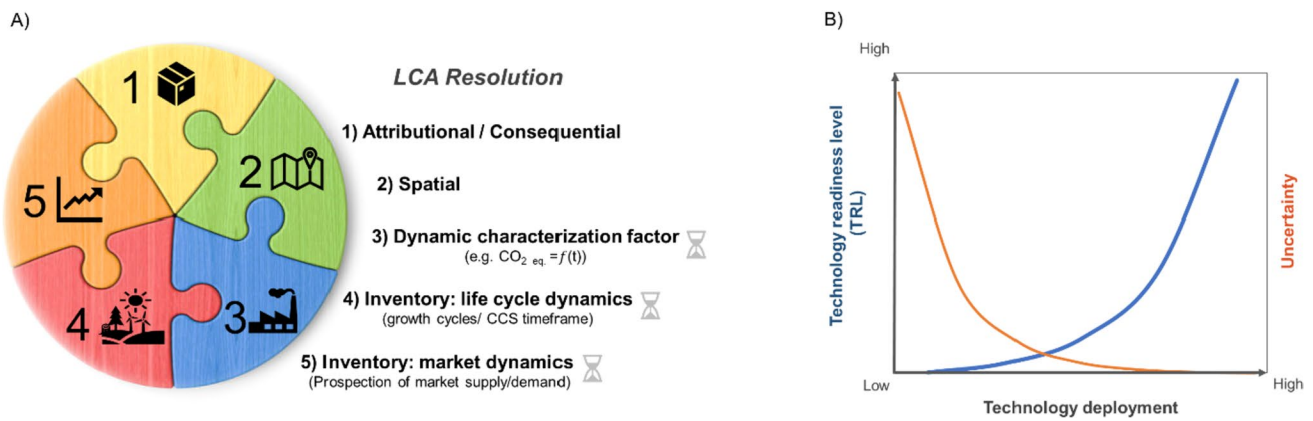 A)
1
2
3
4
5
LCA Resolution
1) Attributional / Consequential
2) Spatial
3) Dynamic characterization factor
(e.g. CO2 eq. =ƒ(t))
4) Inventory: life cycle dynamics
(growth cycles/ CCS timeframe)
5) Inventory: market dynamics
(Prospection of market supply/demand)
B)
High
Technology readiness level
(TRL)
Uncertainty
Low
High
Technology deployment